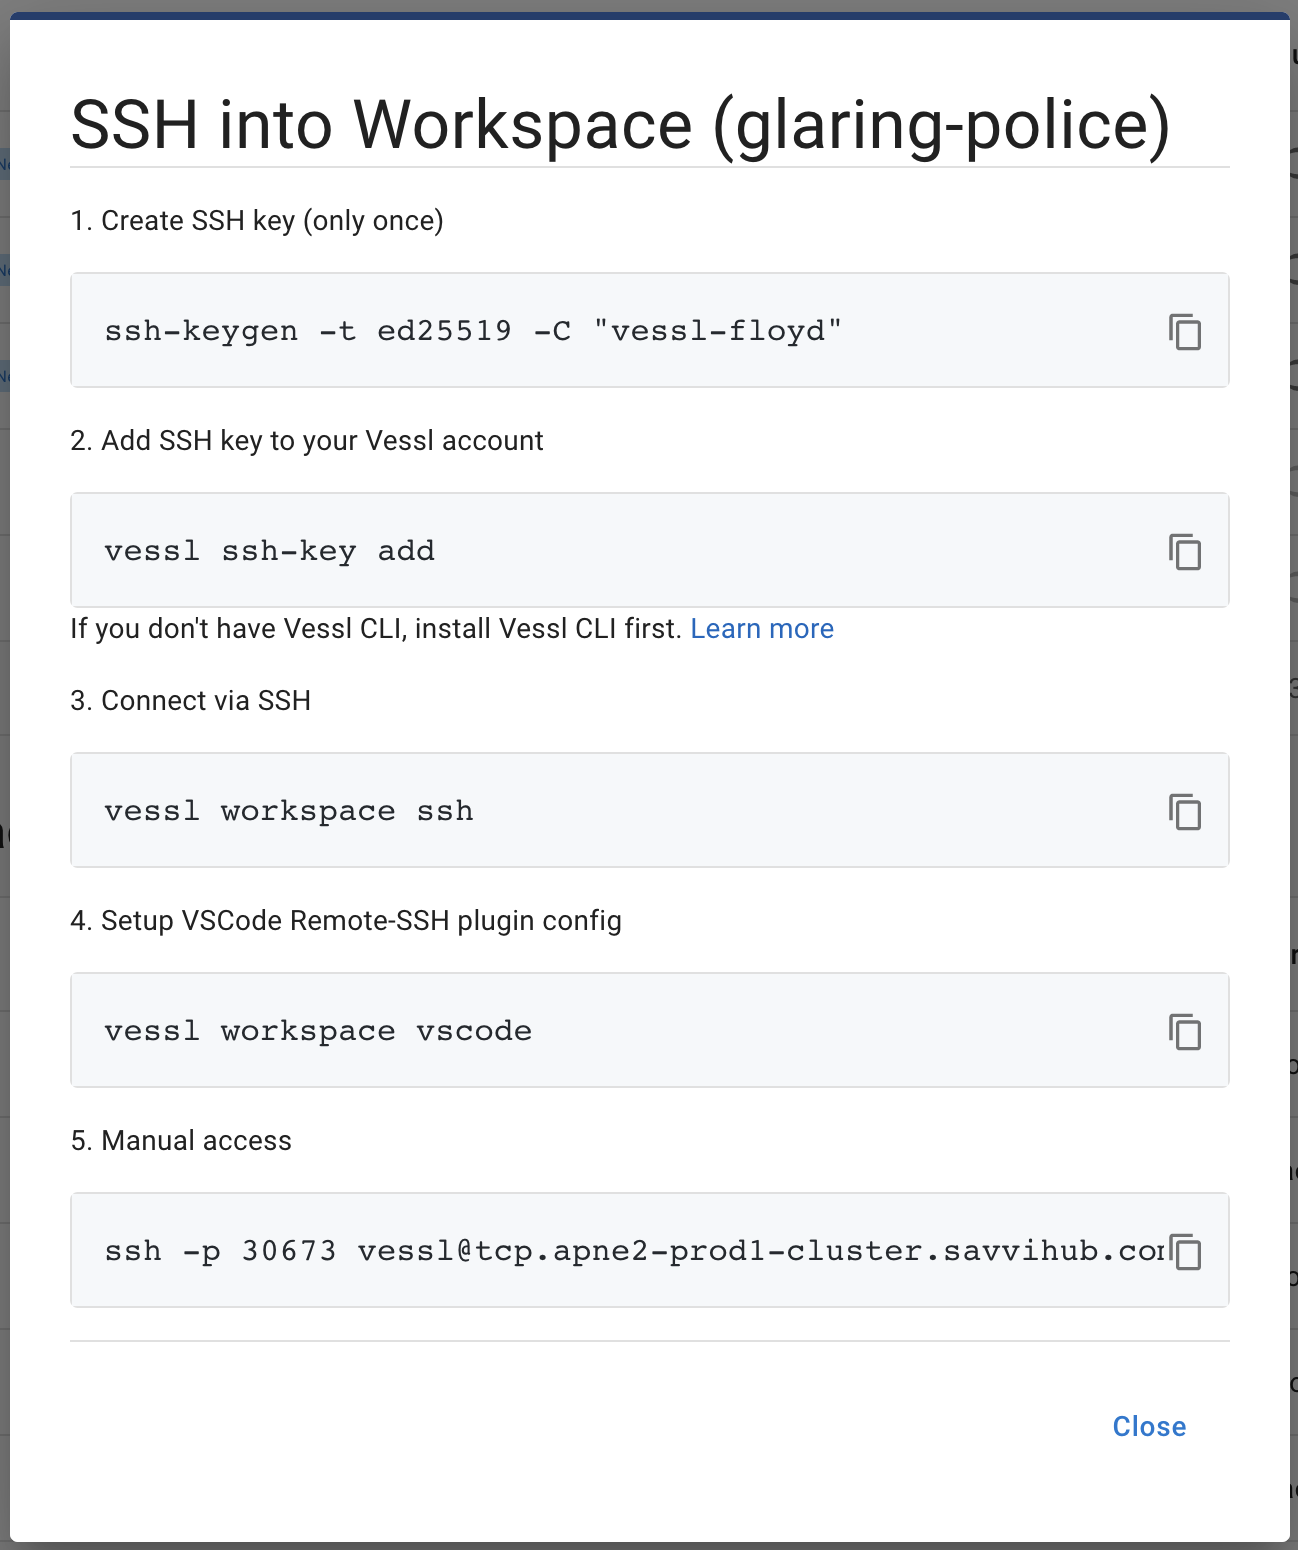 SSH into Workspace (glaring-police)
1. Create SSH key (only once)
ssh-keygen -t ed25519 -C "vessl-floyd"
2. Add SSH key to your Vessl account
vessl ssh-key add
If you don't have Vessl CLI, install Vessl CLI first. Learn more
3. Connect via SSH
vessl workspace ssh
4. Setup VSCode Remote-SSH plugin config
vessl workspace vscode
5. Manual access
ssh -p 30673 vessl@tcp.apne2-prod1-cluster.savvihub.com
Close